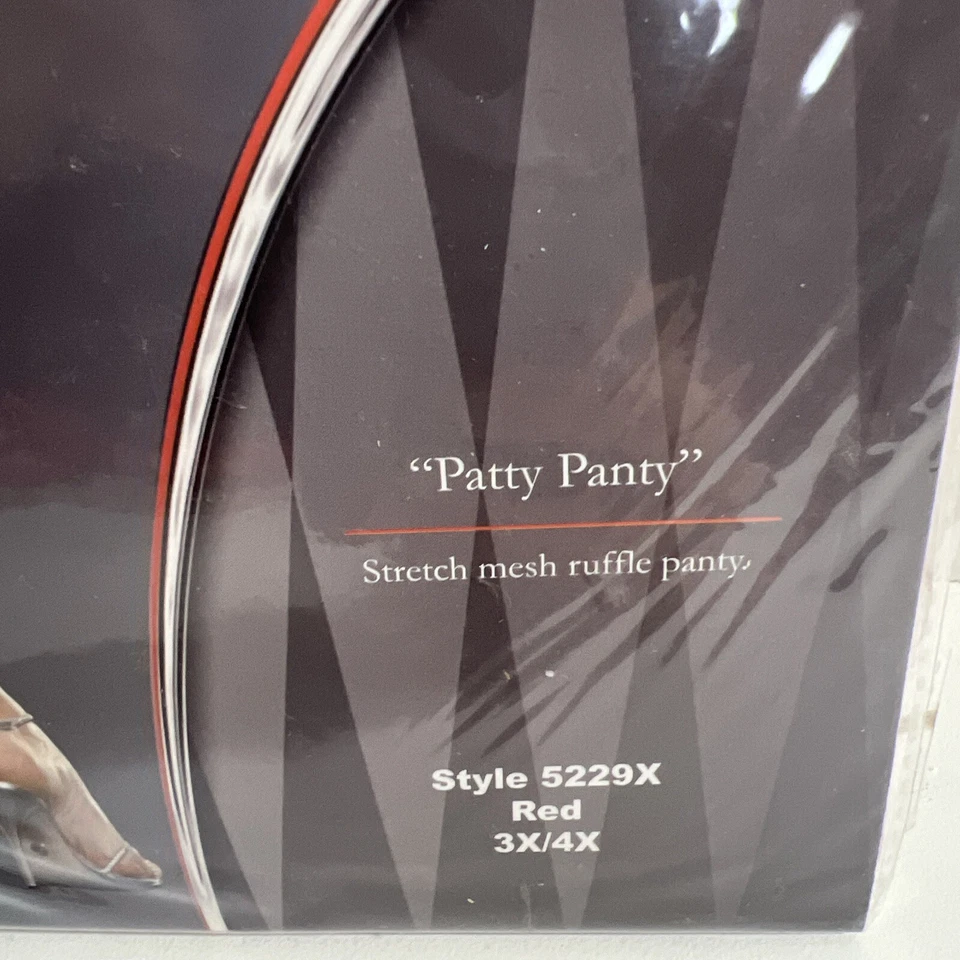 “Patty Panty”
Stretch mesh ruffle panty.
Style 5229X
Red
3X/4X